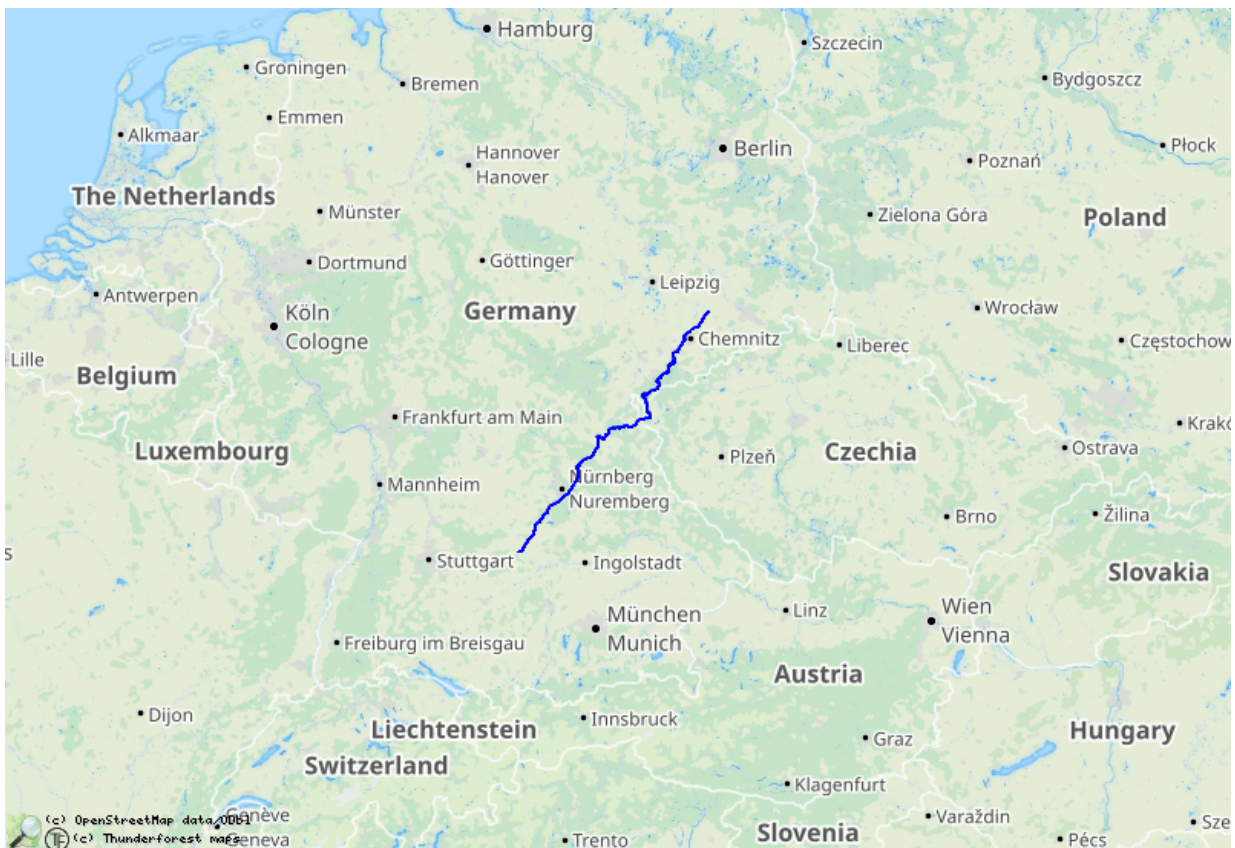 Hamburg
Szczecin
Groningen
Bremen
Bydgoszcz
Emmen
Alkmaar
Hannover
Hanover
Berlin
Płock
Poznań
The Netherlands
Münster
Zielona Góra
Poland
Dortmund
Göttingen
Leipzig
Antwerpen
Köln
Cologne
Germany
Wrocław
Chemnitz
Liberec
Częstochow
Lille
Belgium
Frankfurt am Main
Krakó
Luxembourg
Plzeň
Czechia
Ostrava
Mannheim
Nürnberg
Nuremberg
Brno
Žilina
s
Stuttgart
Ingolstadt
Slovakia
München
Munich
Linz
Wien
Vienna
Freiburg im Breisgau
Austria
Dijon
Liechtenstein
Innsbruck
Hungary
Switzerland
Graz
Klagenfurt
Genève
Geneva
(c) OpenStreetMap data/ODbl
(c) Thunderforest maps
Varaždin
Sze
Slovenia
Trento
Pécs